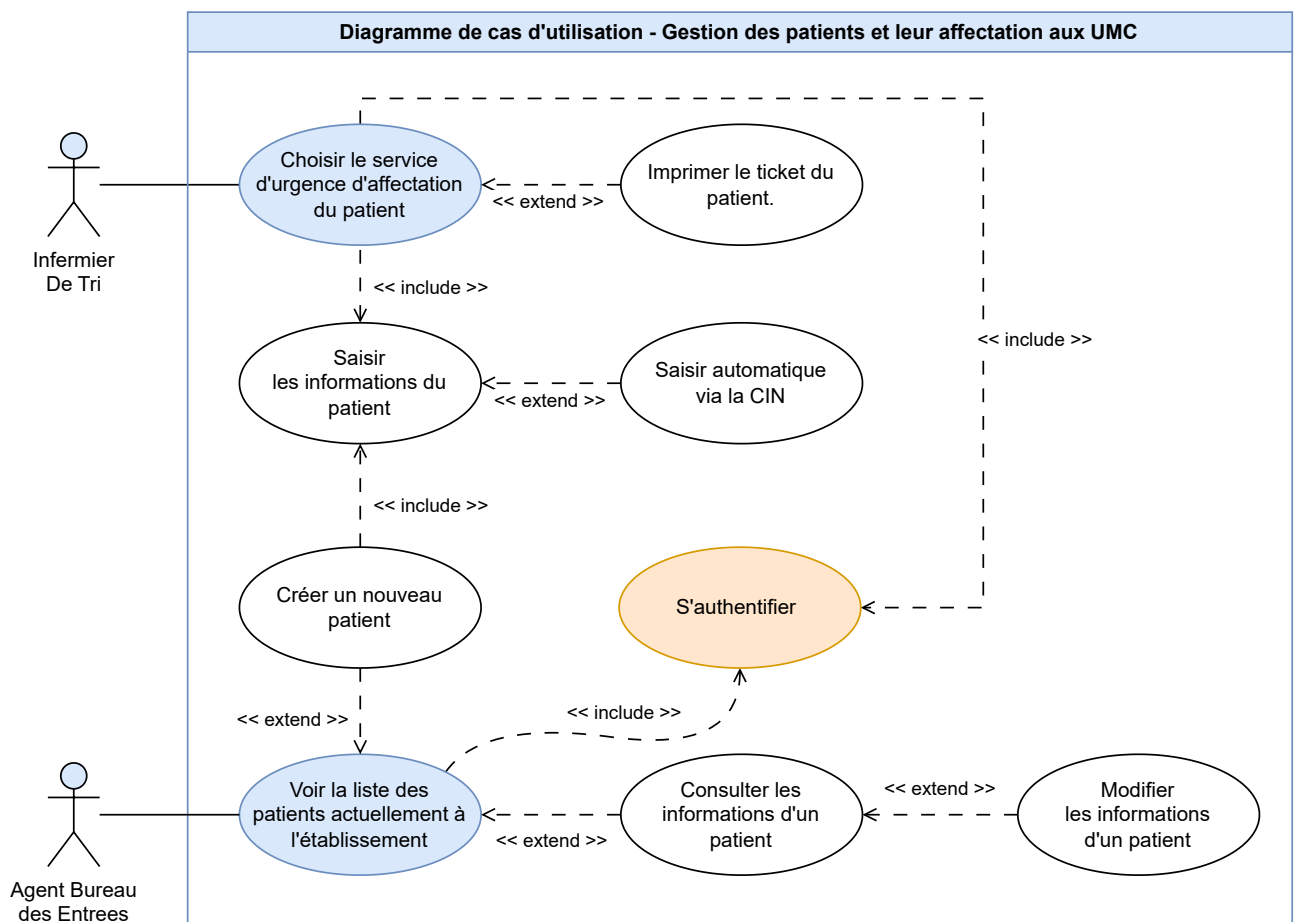 Diagramme de cas d'utilisation - Gestion des patients et leur affectation aux UMC
Choisir le service
d'urgence d'affectation
du patient
Imprimer le ticket du
patient.
<< extend >>
Infermier
De Tri
<< include >>
<< include >>
Saisir
les informations du
patient
Saisir automatique
via la CIN
<< extend >>
<< include >>
Créer un nouveau
patient
S'authentifier
<< extend >>
<< include >>
Voir la liste des
patients actuellement à
l'établissement
Consulter les
informations d'un
patient
<< extend >>
Modifier
les informations
d'un patient
<< extend >>
Agent Bureau
des Entrees